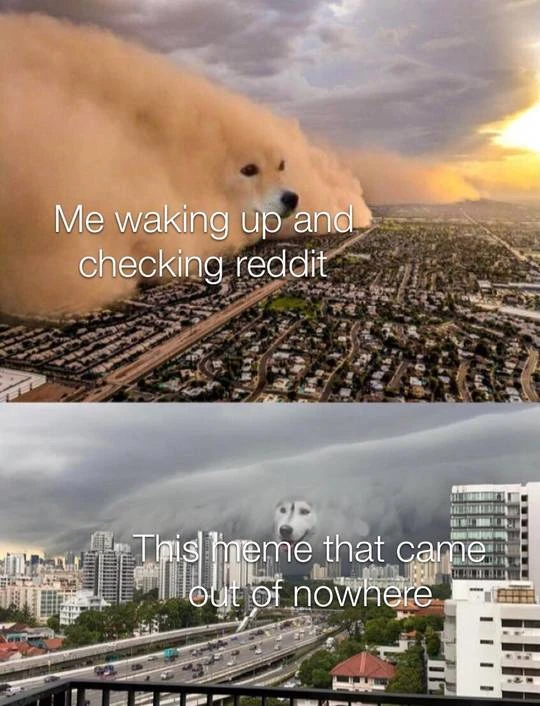 Me waking up and
checking reddit
This meme that came
out of nowhere